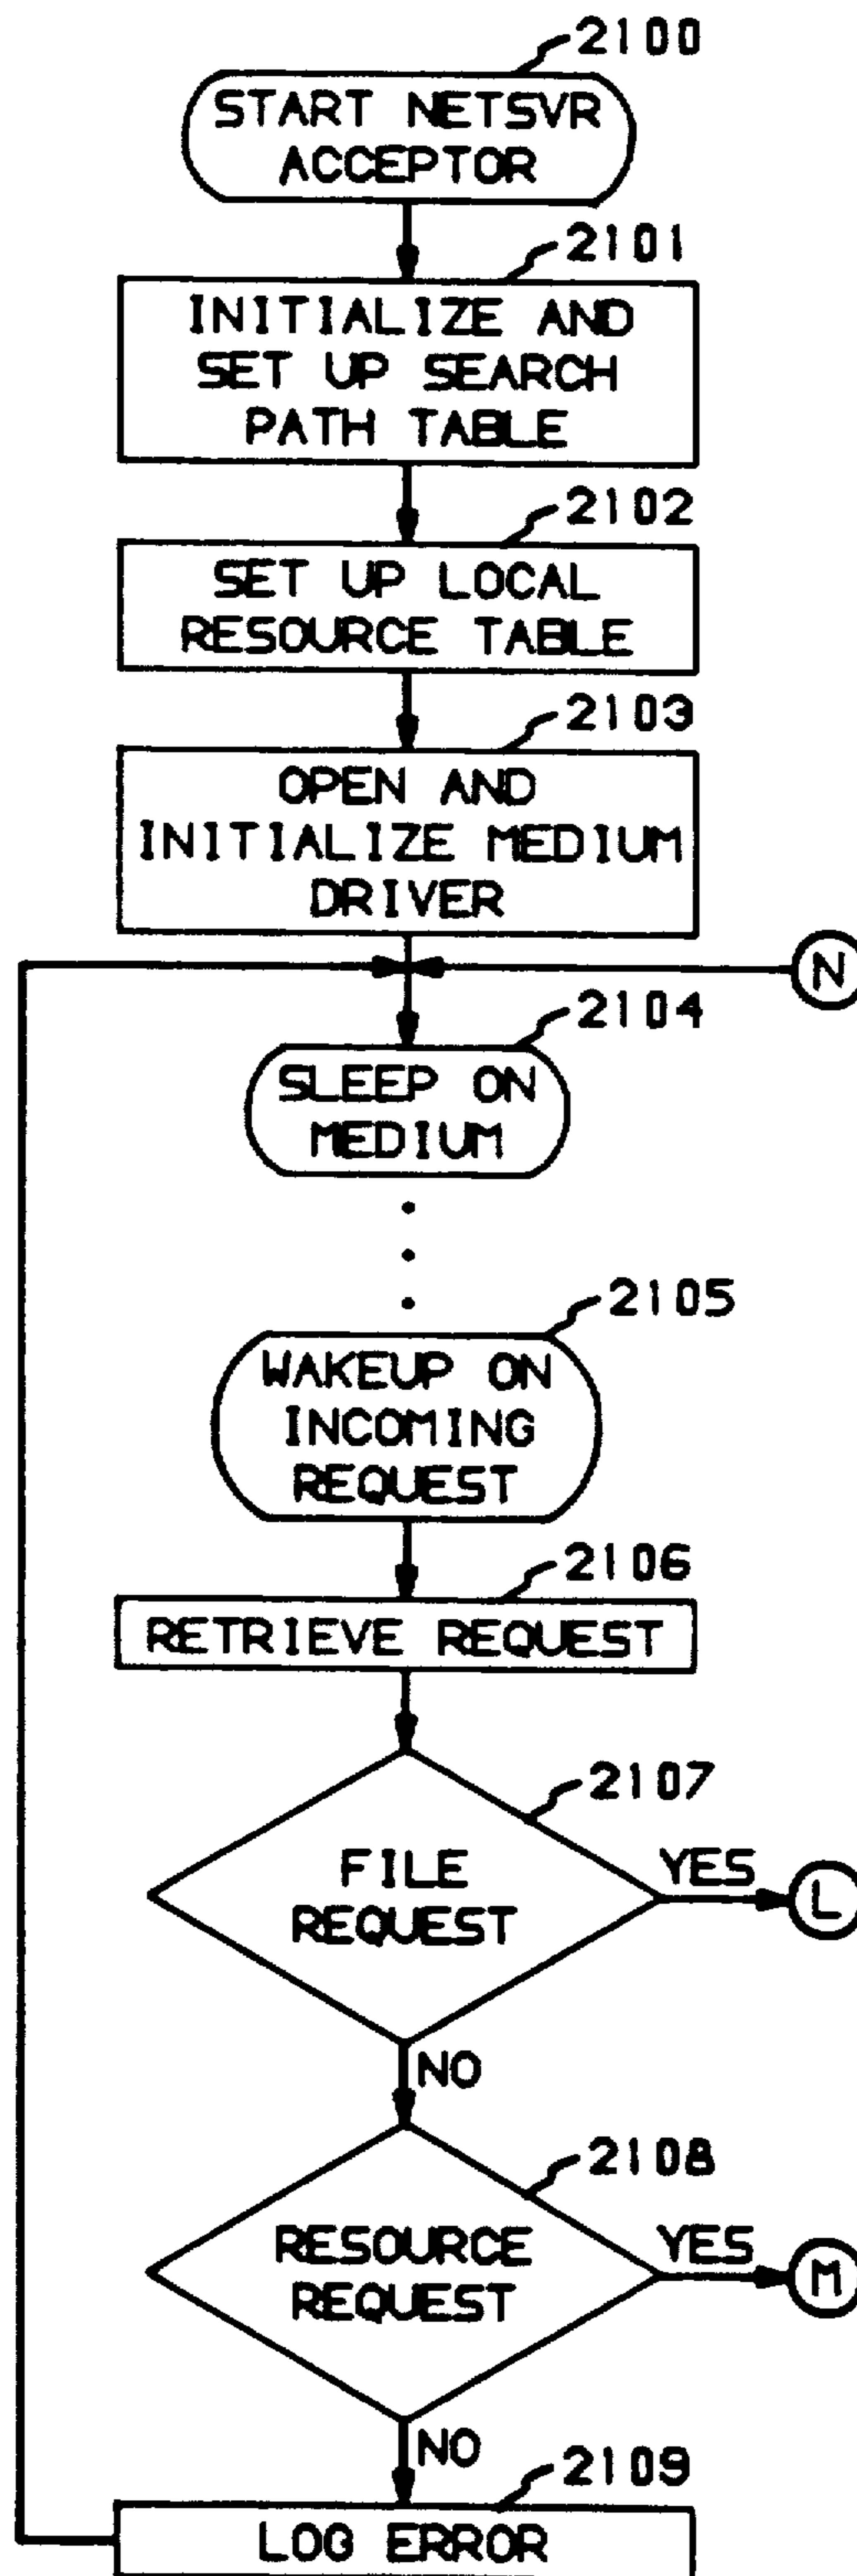 2100
START NETSVR
ACCEPTOR
2101
INITIALIZE AND
SET UP SEARCH
PATH TABLE
2102
SET UP LOCAL
RESOURCE TABLE
2103
OPEN AND
INITIALIZE MEDIUM
DRIVER
N
2104
SLEEP ON
MEDIUM
2105
WAKEUP ON
INCOMING
REQUEST
2106
RETRIEVE REQUEST
2107
FILE
REQUEST
YES
L
NO
2108
RESOURCE
REQUEST
YES
M
NO
2109
LOG ERROR